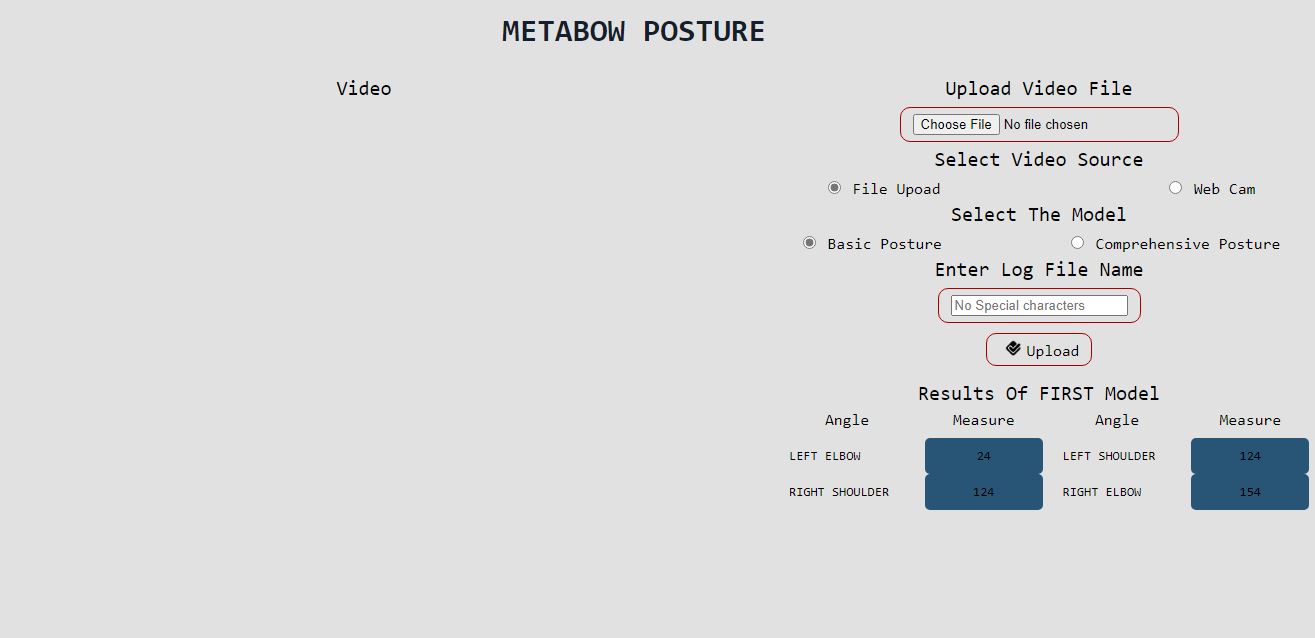 METABOW POSTURE
Video
Upload Video File
Choose File No file chosen
Select Video Source
File Upoad Web Cam
Select The Model
Basic Posture Comprehensive Posture
Enter Log File Name
No Special characters
Upload
Results Of FIRST Model
Angle Measure Angle Measure
LEFT ELBOW 24 LEFT SHOULDER 124
RIGHT SHOULDER 124 RIGHT ELBOW 154